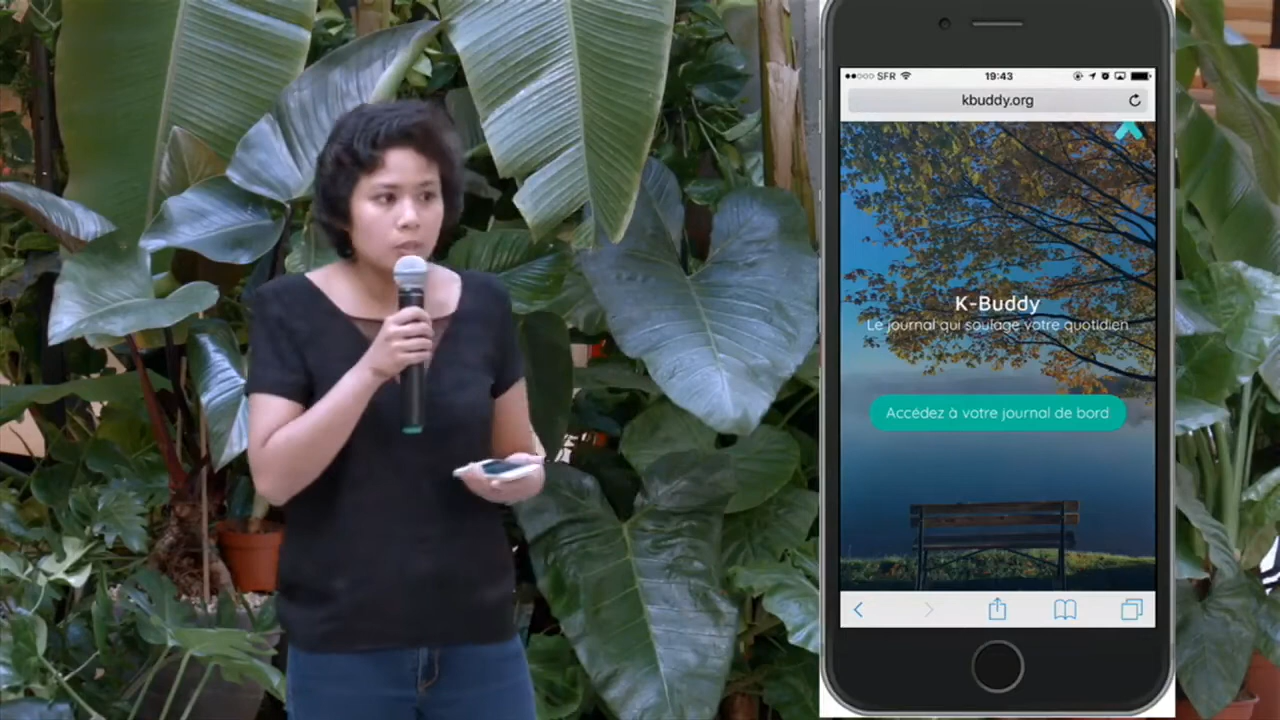 SFR 19:43
kbuddy.org
K-Buddy
Le journal qui soulage votre quotidien
Accédez à votre journal de bord